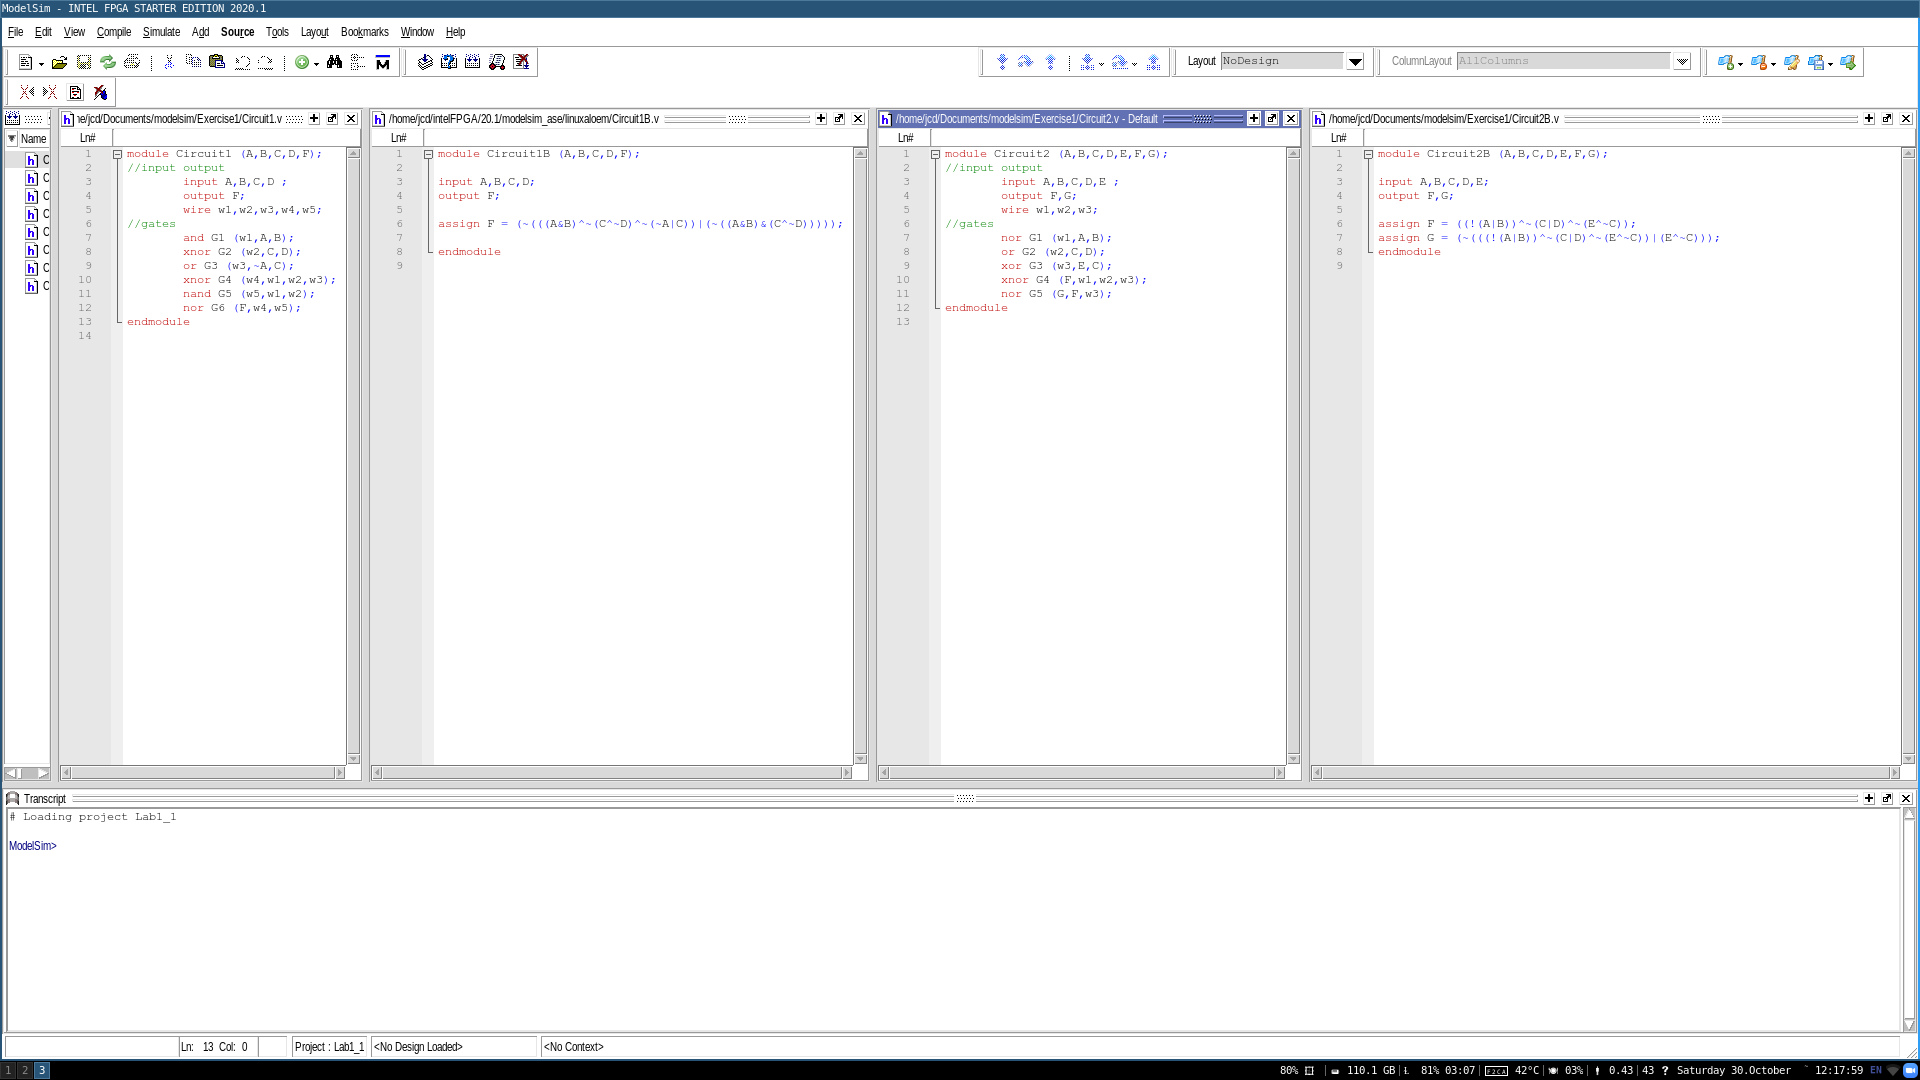 ModelSim - INTEL FPGA STARTER EDITION 2020.1
File Edit View Compile Simulate Add Source Tools Layout Bookmarks Window Help
Layout NoDesign ColumnLayout AllColumns
Name
C
C
C
C
C
C
C
C
e/jcd/Documents/modelsim/Exercise1/Circuit1.v
Ln#
1 module Circuit1 (A,B,C,D,F);
2 //input output
3 input A,B,C,D ;
4 output F;
5 wire w1,w2,w3,w4,w5;
6 //gates
7 and G1 (w1,A,B);
8 xnor G2 (w2,C,D);
9 or G3 (w3,~A,C);
10 xnor G4 (w4,w1,w2,w3);
11 nand G5 (w5,w1,w2);
12 nor G6 (F,w4,w5);
13 endmodule
14
/home/jcd/intelFPGA/20.1/modelsim_ase/linuxaloem/Circuit1B.v
Ln#
1 module Circuit1B (A,B,C,D,F);
2
3 input A,B,C,D;
4 output F;
5
6 assign F = (~(((A&B)^~(C^~D)^~(~A|C))|(~((A&B)&(C^~D)))));
7
8 endmodule
9
/home/jcd/Documents/modelsim/Exercise1/Circuit2.v - Default
Ln#
1 module Circuit2 (A,B,C,D,E,F,G);
2 //input output
3 input A,B,C,D,E ;
4 output F,G;
5 wire w1,w2,w3;
6 //gates
7 nor G1 (w1,A,B);
8 or G2 (w2,C,D);
9 xor G3 (w3,E,C);
10 xnor G4 (F,w1,w2,w3);
11 nor G5 (G,F,w3);
12 endmodule
13
/home/jcd/Documents/modelsim/Exercise1/Circuit2B.v
Ln#
1 module Circuit2B (A,B,C,D,E,F,G);
2
3 input A,B,C,D,E;
4 output F,G;
5
6 assign F = ((!(A|B))^~(C|D)^~(E^~C));
7 assign G = (~(((!(A|B))^~(C|D)^~(E^~C))|(E^~C)));
8 endmodule
9
Transcript
# Loading project Lab1_1
ModelSim>
Ln: 13 Col: 0 Project : Lab1_1 <No Design Loaded> <No Context>
1 2 3 80% 110.1 GB 81% 03:07 42°C 03% 0.43 43 ? Saturday 30.October 12:17:59 EN